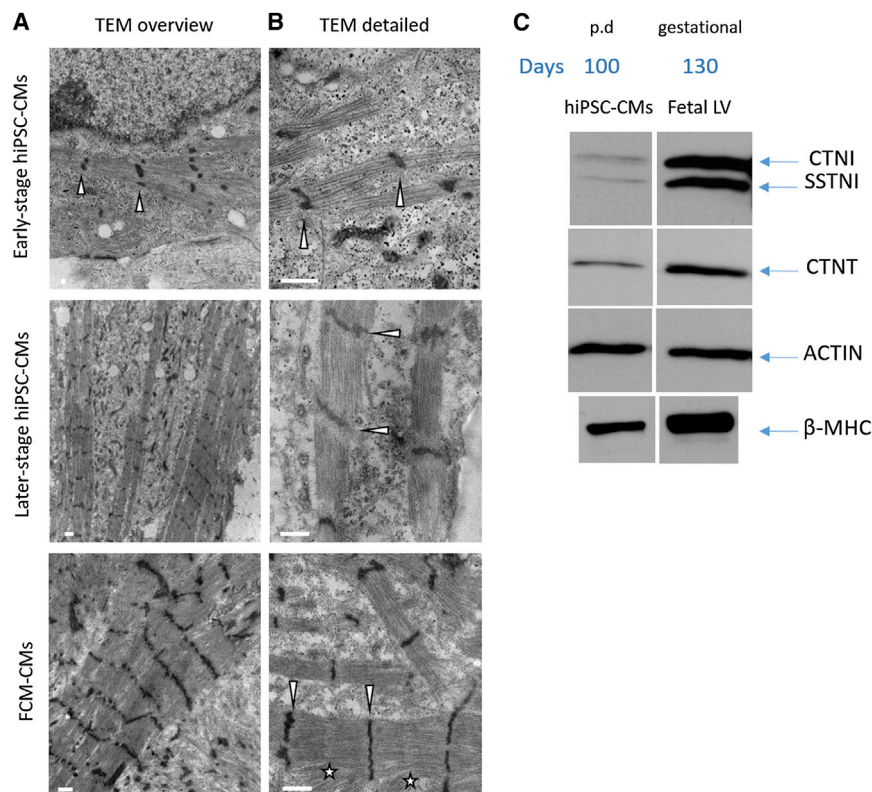 A
TEM overview
B
TEM detailed
C
p.d
gestational
Days
100
130
hiPSC-CMs
Fetal LV
Early-stage hiPSC-CMs
Later-stage hiPSC-CMs
FCM-CMs
CTNI
SSTNI
CTNT
ACTIN
β-MHC